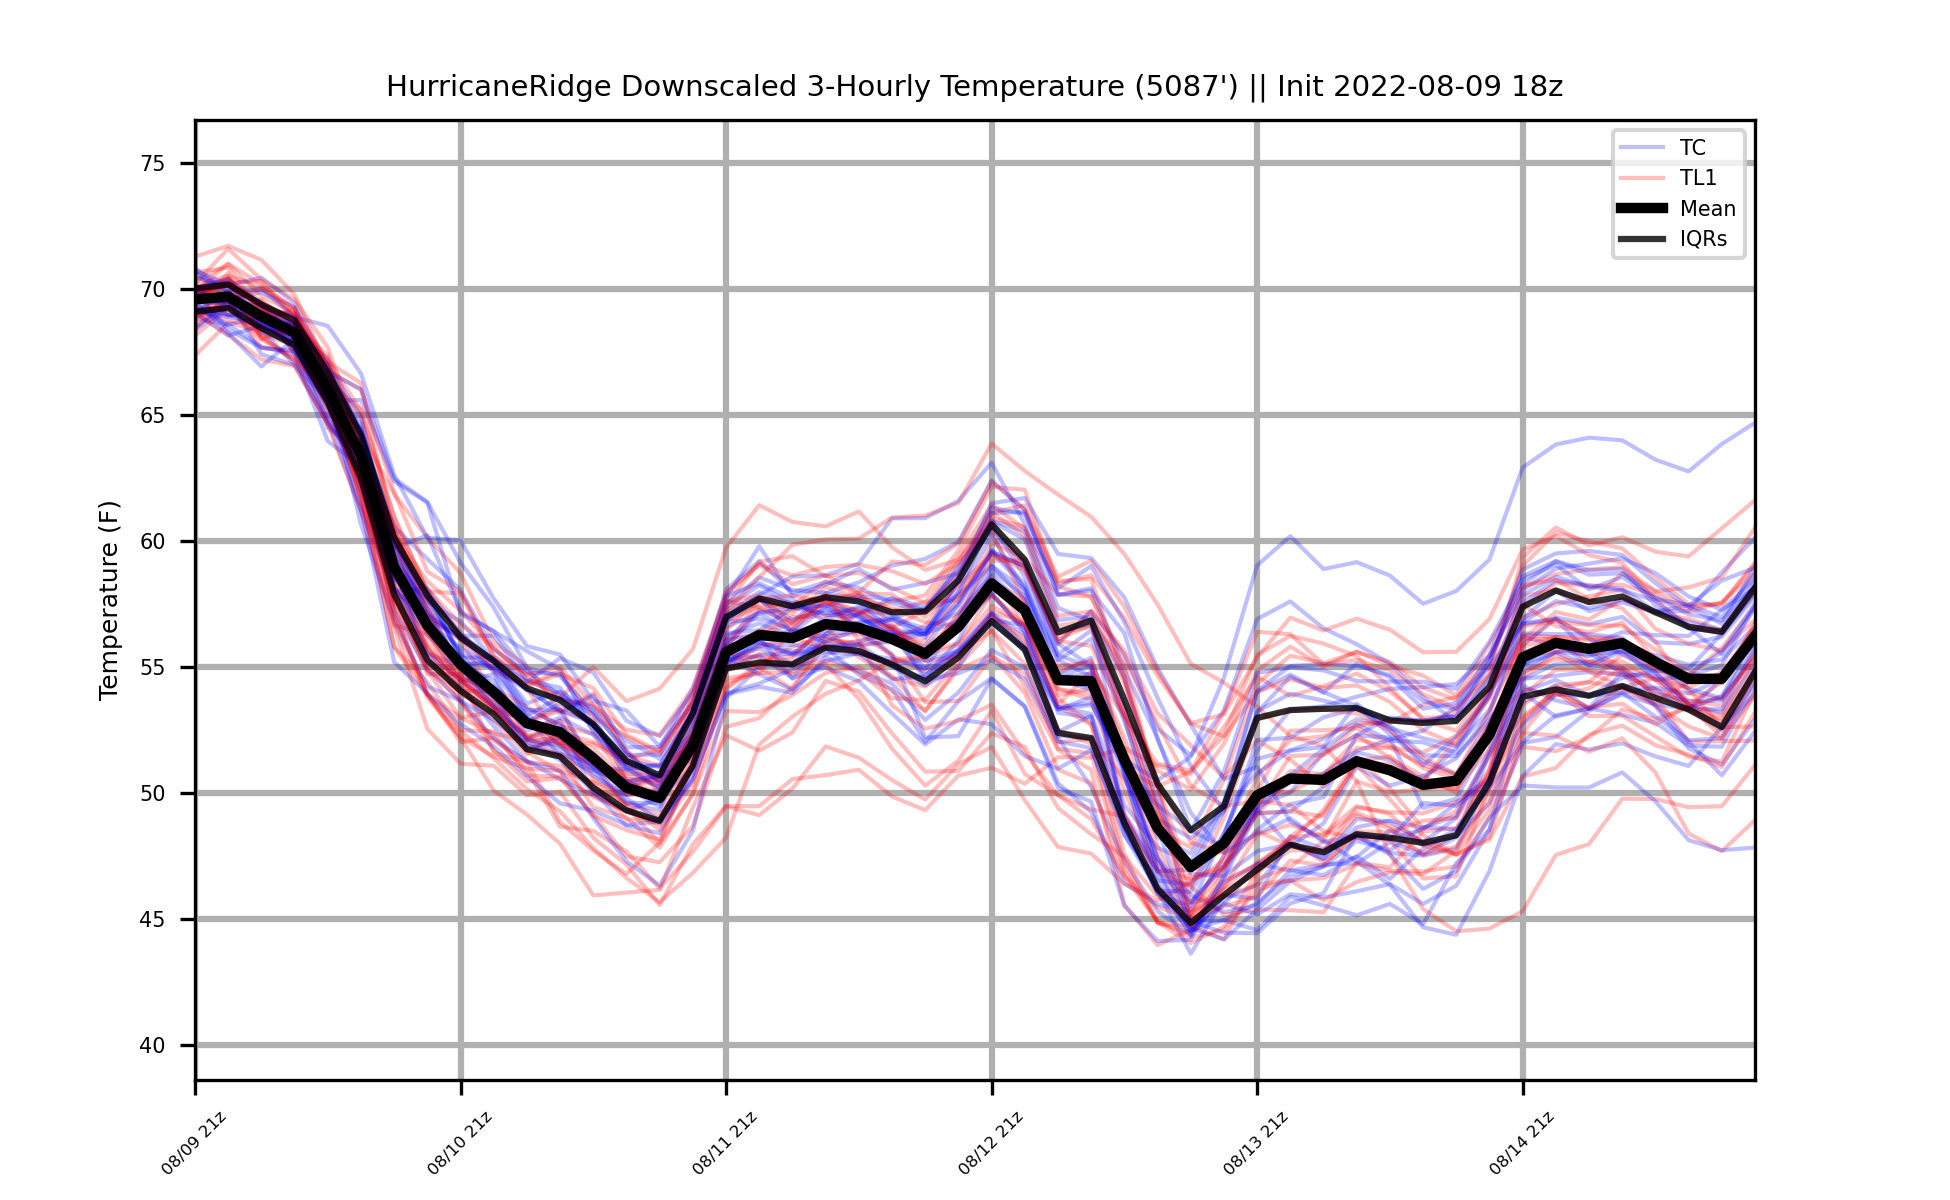 HurricaneRidge Downscaled 3-Hourly Temperature (5087') || Init 2022-08-09 18z
TC
TL1
Mean
IQRs
Temperature (F)
75
70
65
60
55
50
45
40
08/09 21z
08/10 21z
08/11 21z
08/12 21z
08/13 21z
08/14 21z